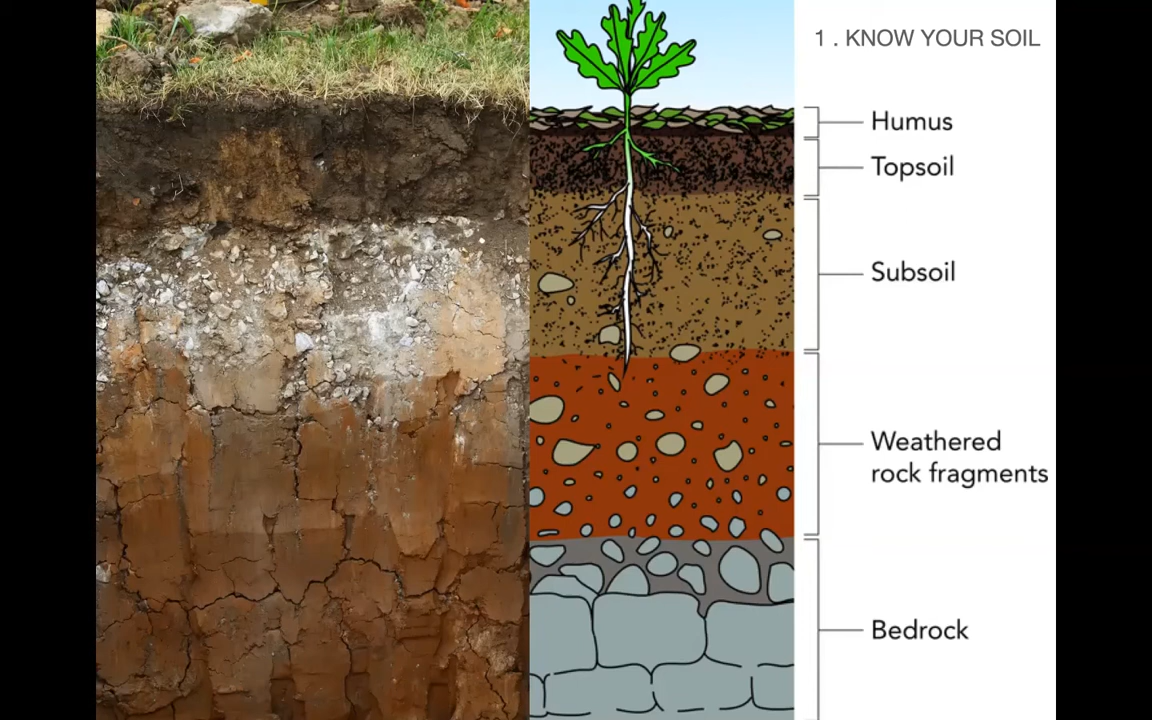 1 . KNOW YOUR SOIL
Humus
Topsoil
Subsoil
Weathered
rock fragments
Bedrock